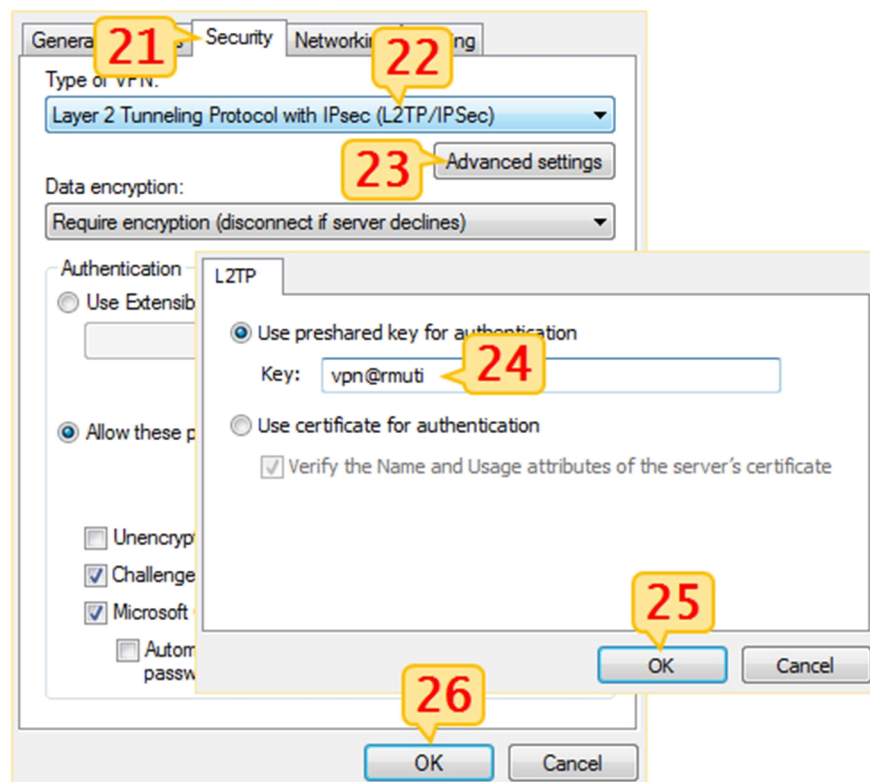 21
22
Security
Type of VPN:
Layer 2 Tunneling Protocol with IPsec (L2TP/IPSec)
23
Advanced settings
Data encryption:
Require encryption (disconnect if server declines)
Authentication
Use Extensib
L2TP
Use preshared key for authentication
Key: vpn@rmuti
24
Use certificate for authentication
Verify the Name and Usage attributes of the server's certificate
Allow these p
Unencrypt
Challenge
Microsoft
Autom
passw
25
OK Cancel
26
OK Cancel